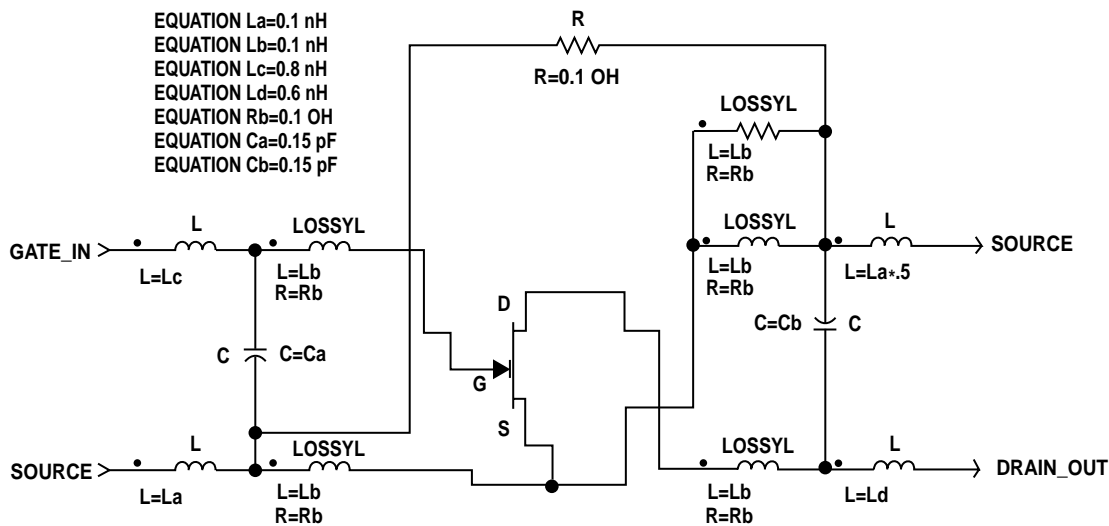 EQUATION La=0.1 nH
EQUATION Lb=0.1 nH
EQUATION Lc=0.8 nH
EQUATION Ld=0.6 nH
EQUATION Rb=0.1 OH
EQUATION Ca=0.15 pF
EQUATION Cb=0.15 pF
R
R=0.1 OH
LOSSYL
L=Lb
R=Rb
GATE_IN
L
L=Lc
LOSSYL
L=Lb
R=Rb
LOSSYL
L=Lb
R=Rb
L
L=La*.5
SOURCE
C
C=Ca
D
G
S
C=Cb
C
SOURCE
L
L=La
LOSSYL
L=Lb
R=Rb
LOSSYL
L=Lb
R=Rb
L
L=Ld
DRAIN_OUT